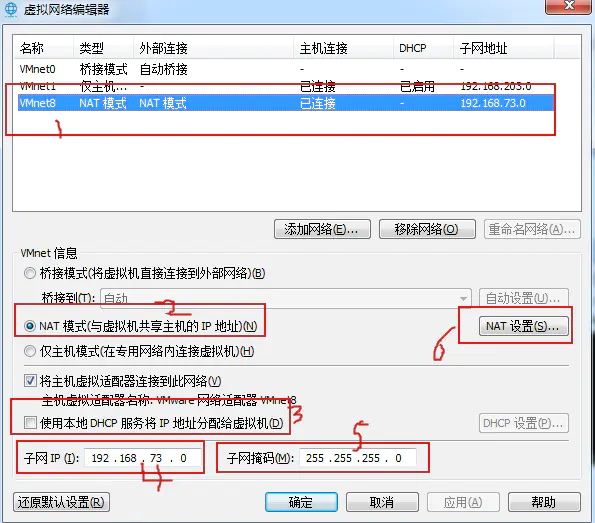 虚拟网络编辑器
名称 类型 外部连接 主机连接 DHCP 子网地址
VMnet0 桥接模式 自动桥接 - - -
VMnet1 仅主机... - 已连接 已启用 192.168.203.0
VMnet8 NAT 模式 NAT 模式 已连接 - 192.168.73.0
1
添加网络(E)... 移除网络(O) 重命名网络(A)...
VMnet 信息
桥接模式(将虚拟机直接连接到外部网络)(B)
桥接到(T): 自动 自动设置(U)...
2
NAT 模式(与虚拟机共享主机的 IP 地址)(N) NAT 设置(S)...
6
仅主机模式(在专用网络内连接虚拟机)(H)
将主机虚拟适配器连接到此网络(V)
主机虚拟适配器名称: VMware 网络适配器 VMnet8
使用本地 DHCP 服务将 IP 地址分配给虚拟机(D) 3 DHCP 设置(P)...
5
子网 IP (I): 192 .168 . 73 . 0 子网掩码(M): 255 .255 .255 . 0
4
还原默认设置(R) 确定 取消 应用(A) 帮助